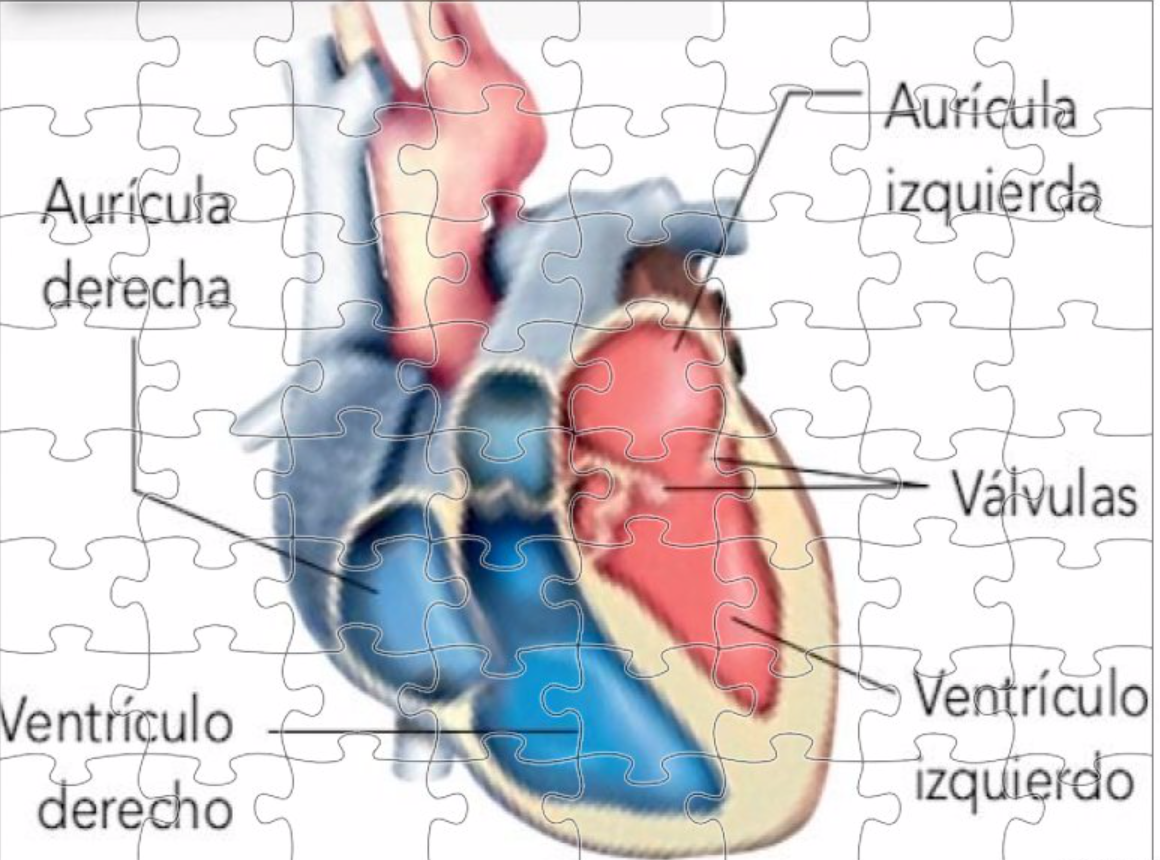 Aurícula
izquierda
Aurícula
derecha
Válvulas
Ventrículo
izquierdo
Ventrículo
derecho